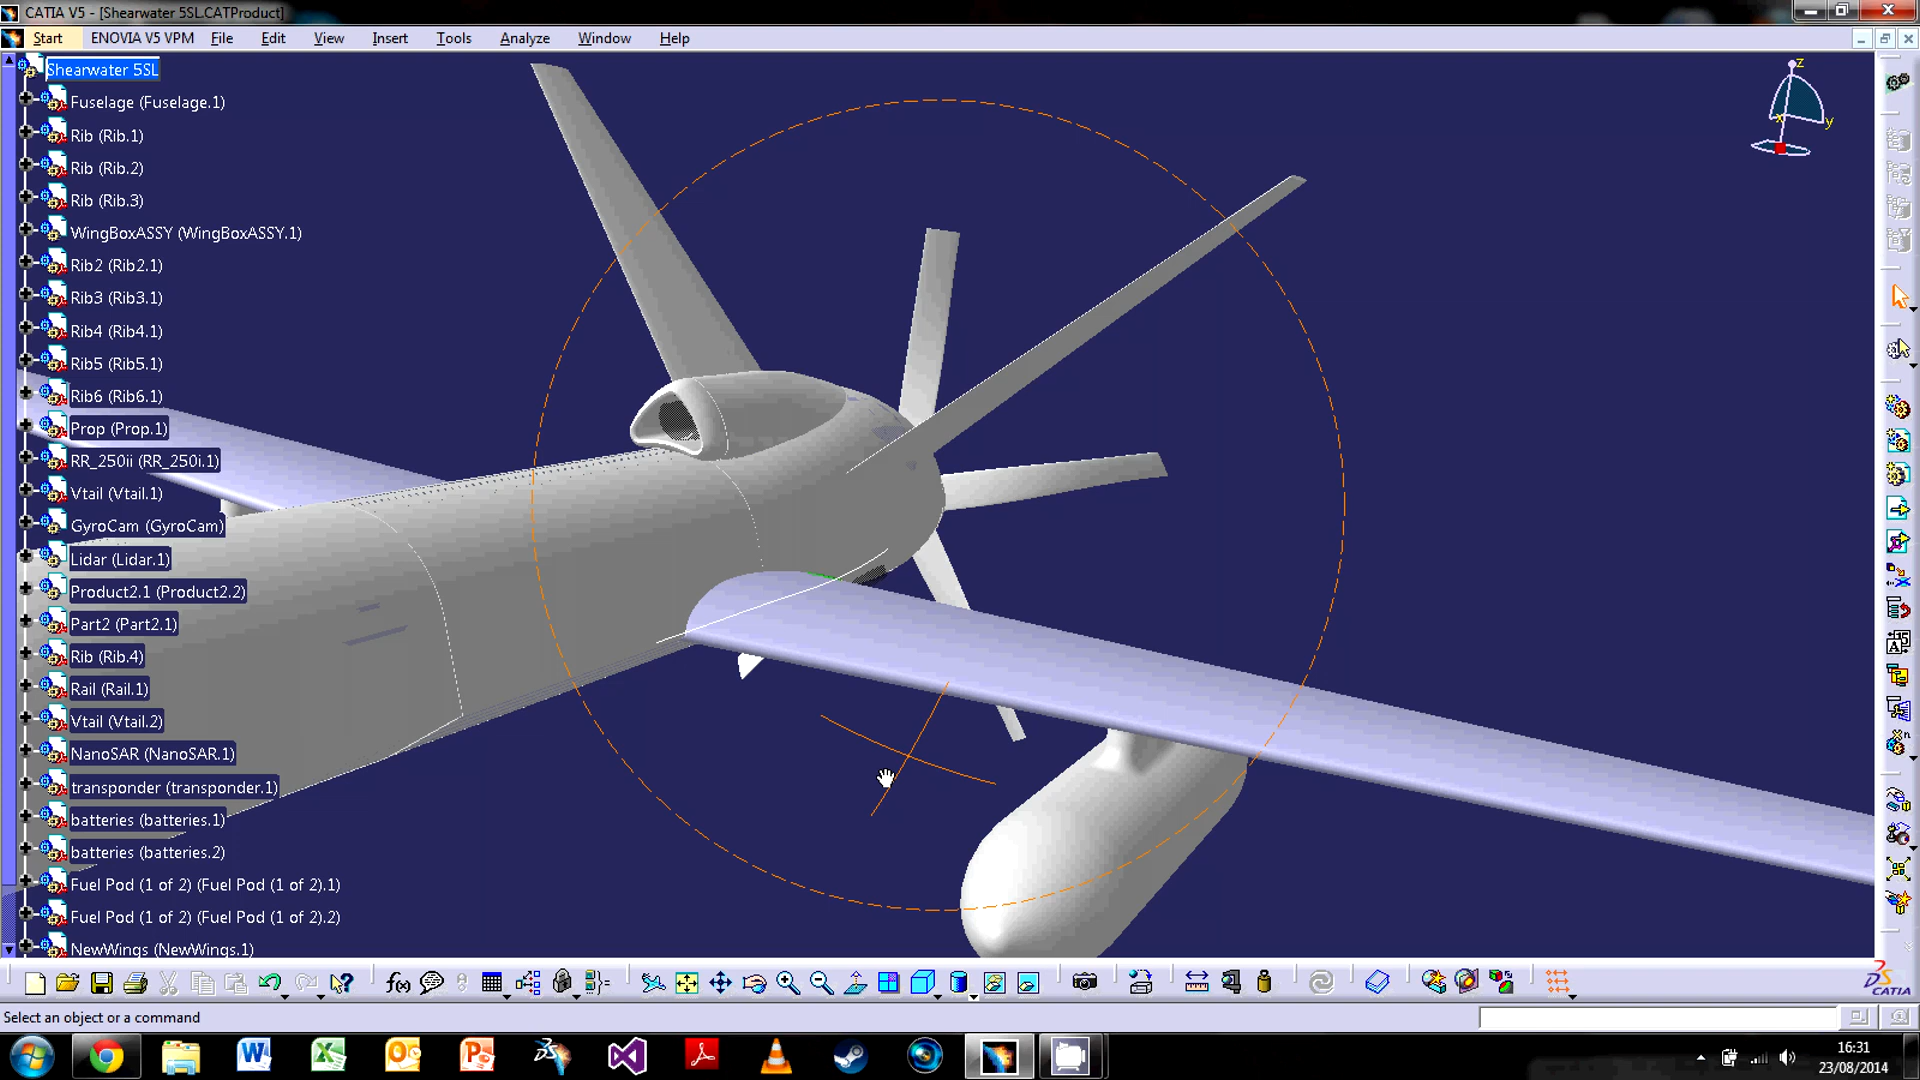 CATIA V5 - [Shearwater 5SL.CATProduct]
Start ENOVIA V5 VPM File Edit View Insert Tools Analyze Window Help
Shearwater 5SL
Fuselage (Fuselage.1)
Rib (Rib.1)
Rib (Rib.2)
Rib (Rib.3)
WingBoxASSY (WingBoxASSY.1)
Rib2 (Rib2.1)
Rib3 (Rib3.1)
Rib4 (Rib4.1)
Rib5 (Rib5.1)
Rib6 (Rib6.1)
Prop (Prop.1)
RR_250ii (RR_250i.1)
Vtail (Vtail.1)
GyroCam (GyroCam)
Lidar (Lidar.1)
Product2.1 (Product2.2)
Part2 (Part2.1)
Rib (Rib.4)
Rail (Rail.1)
Vtail (Vtail.2)
NanoSAR (NanoSAR.1)
transponder (transponder.1)
batteries (batteries.1)
batteries (batteries.2)
Fuel Pod (1 of 2) (Fuel Pod (1 of 2).1)
Fuel Pod (1 of 2) (Fuel Pod (1 of 2).2)
NewWings (NewWings.1)
z
x
y
f(x)
CATIA
Select an object or a command
16:31
23/08/2014